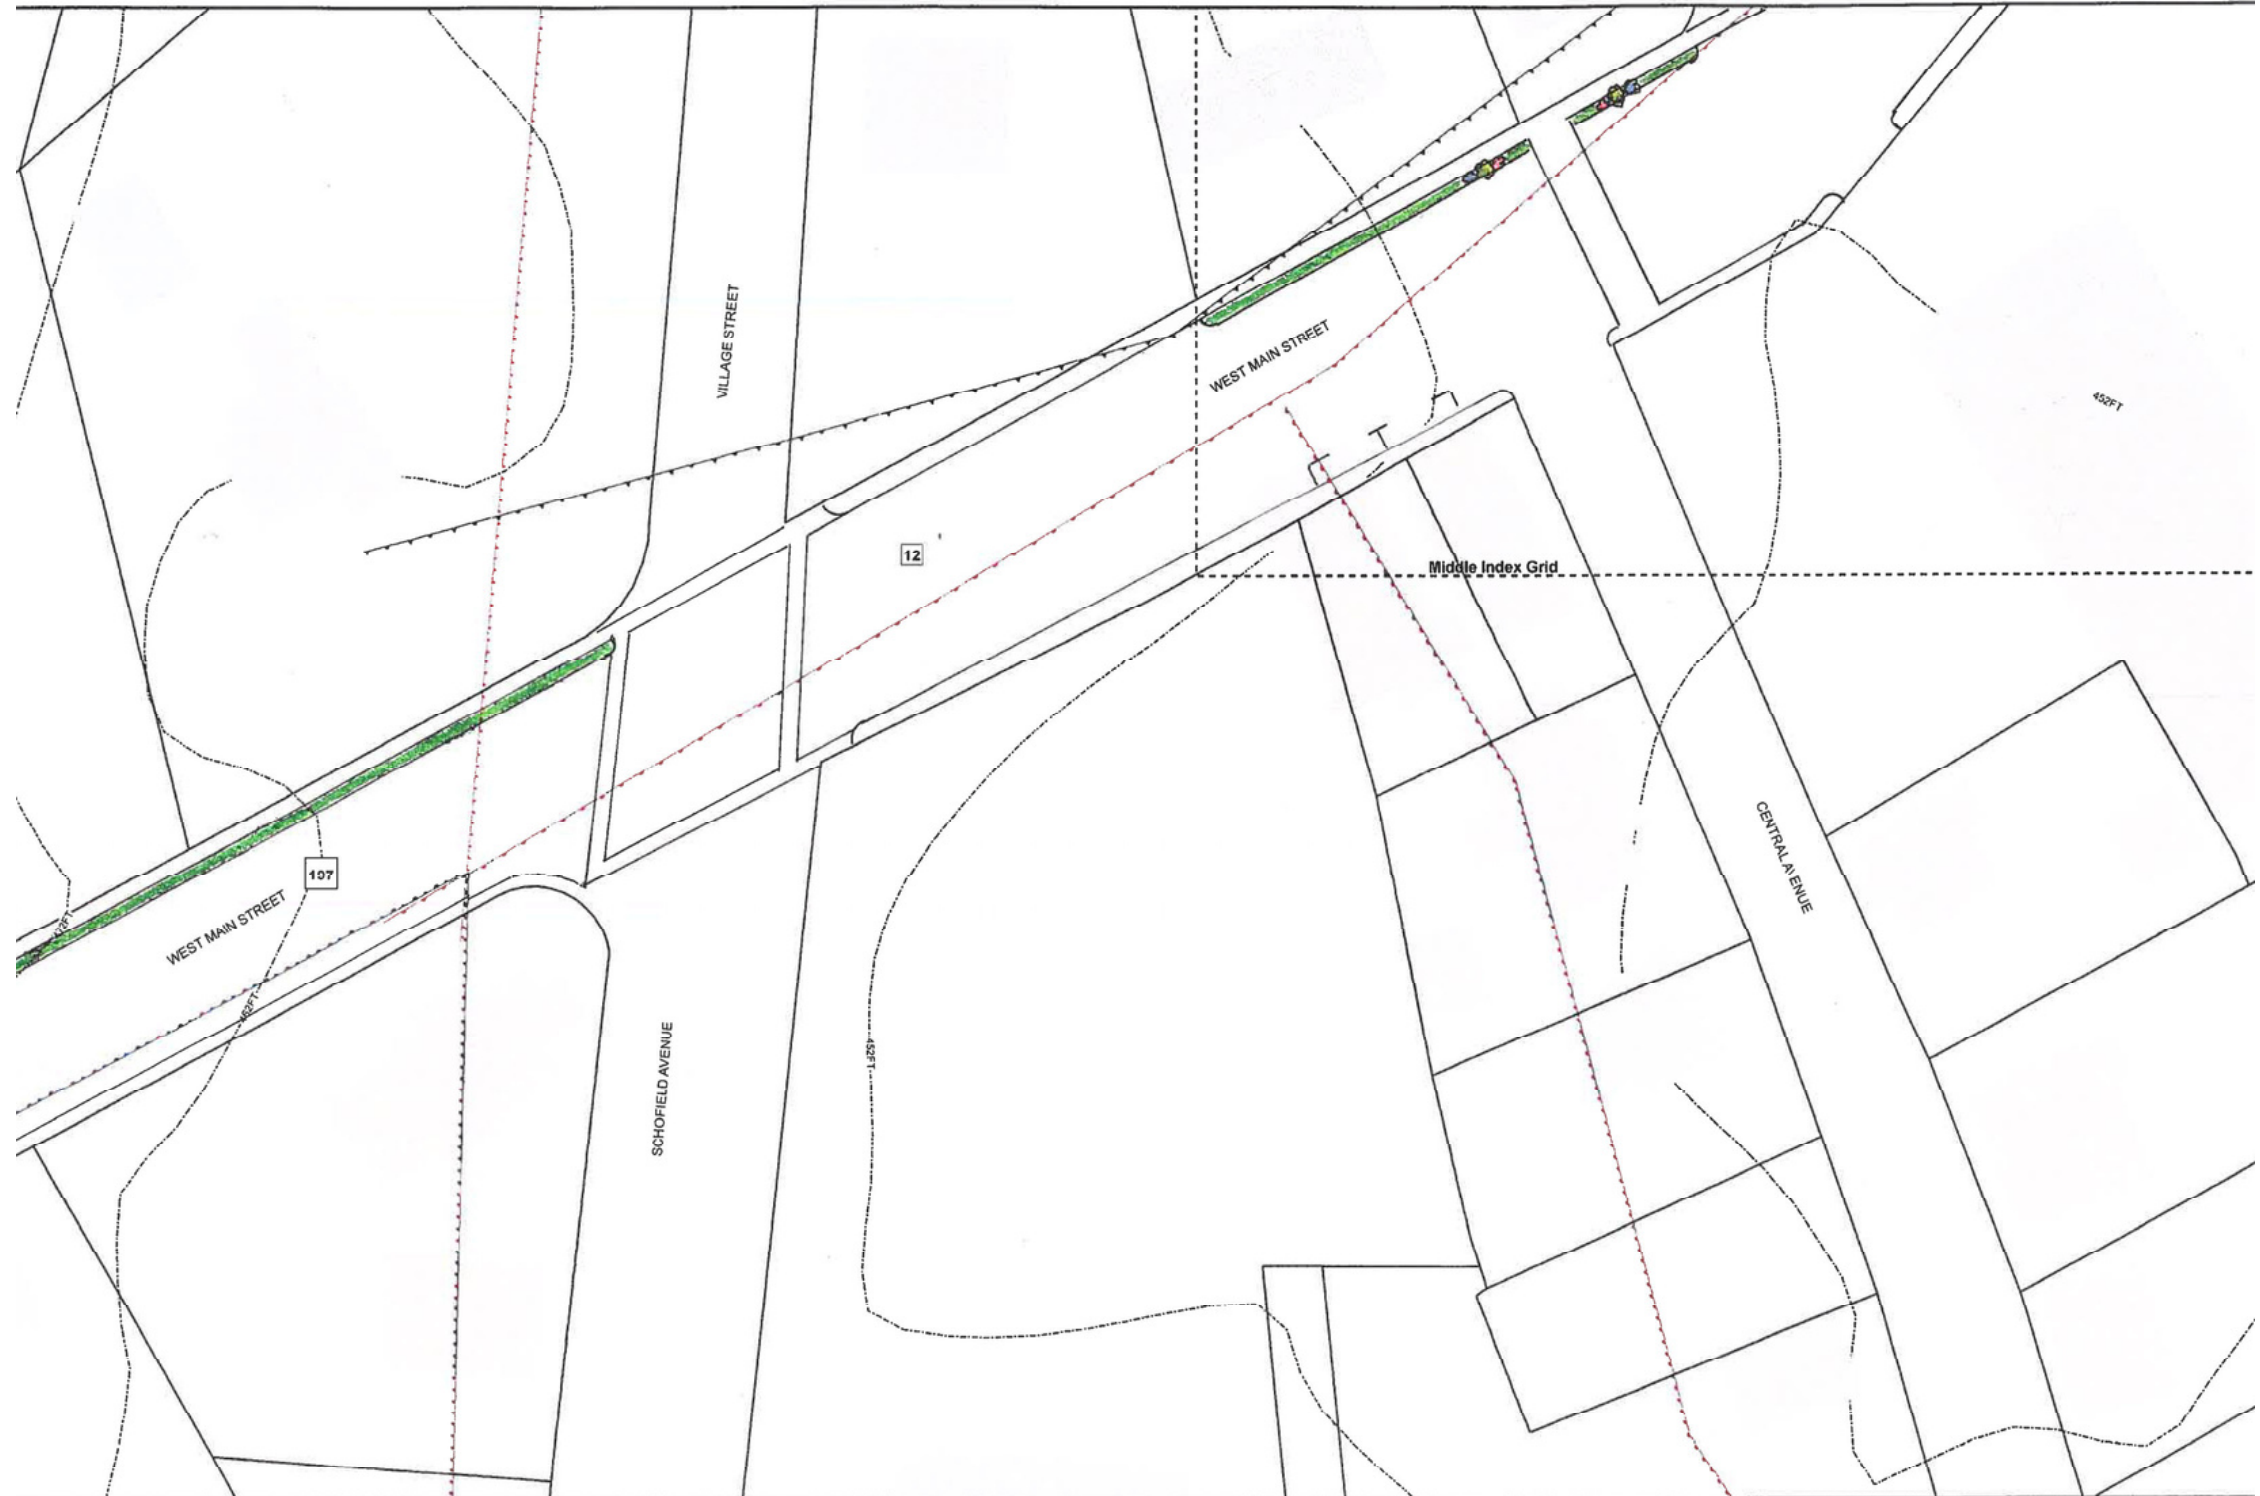 VILLAGE STREET
WEST MAIN STREET
452FT
12
Middle Index Grid
107
WEST MAIN STREET
CENTRAL AVENUE
452FT
452FT
SCHOFIELD AVENUE